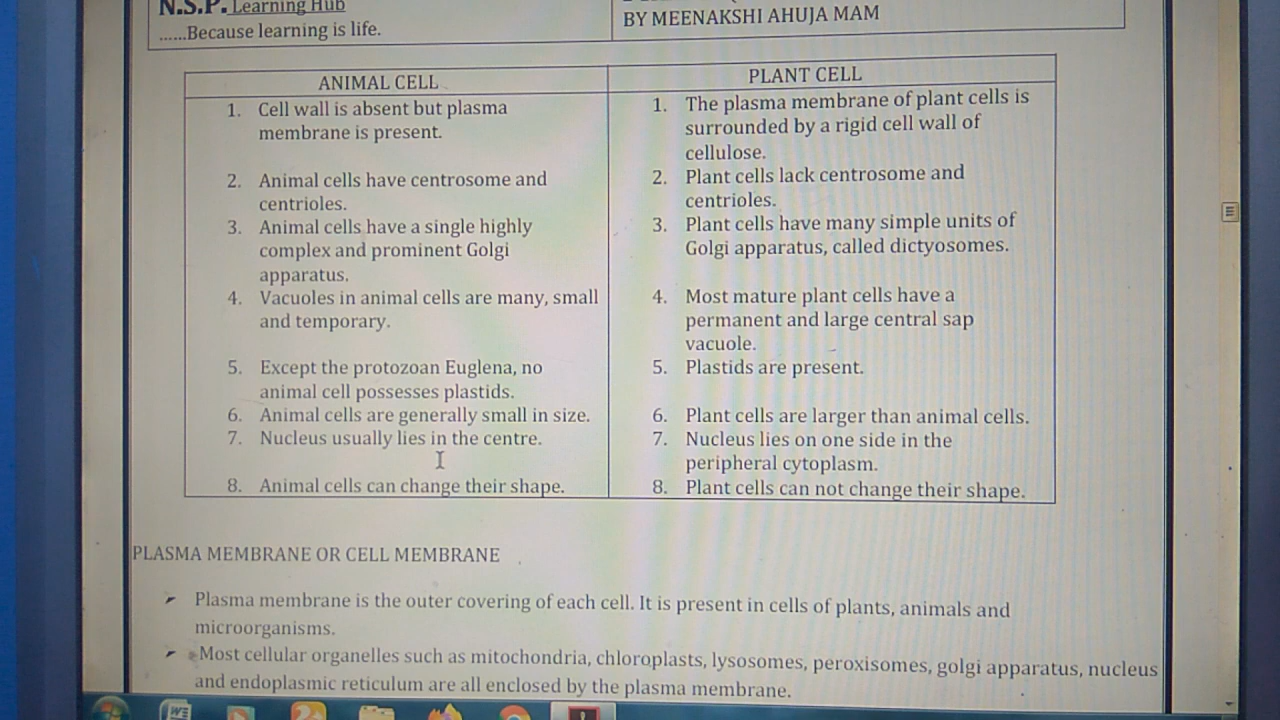 N.S.P. Learning Hub
......Because learning is life.
BY MEENAKSHI AHUJA MAM
ANIMAL CELL
1. Cell wall is absent but plasma
membrane is present.
2. Animal cells have centrosome and
centrioles.
3. Animal cells have a single highly
complex and prominent Golgi
apparatus.
4. Vacuoles in animal cells are many, small
and temporary.
5. Except the protozoan Euglena, no
animal cell possesses plastids.
6. Animal cells are generally small in size.
7. Nucleus usually lies in the centre.
8. Animal cells can change their shape.
PLANT CELL
1. The plasma membrane of plant cells is
surrounded by a rigid cell wall of
cellulose.
2. Plant cells lack centrosome and
centrioles.
3. Plant cells have many simple units of
Golgi apparatus, called dictyosomes.
4. Most mature plant cells have a
permanent and large central sap
vacuole.
5. Plastids are present.
6. Plant cells are larger than animal cells.
7. Nucleus lies on one side in the
peripheral cytoplasm.
8. Plant cells can not change their shape.
PLASMA MEMBRANE OR CELL MEMBRANE
Plasma membrane is the outer covering of each cell. It is present in cells of plants, animals and
microorganisms.
Most cellular organelles such as mitochondria, chloroplasts, lysosomes, peroxisomes, golgi apparatus, nucleus
and endoplasmic reticulum are all enclosed by the plasma membrane.